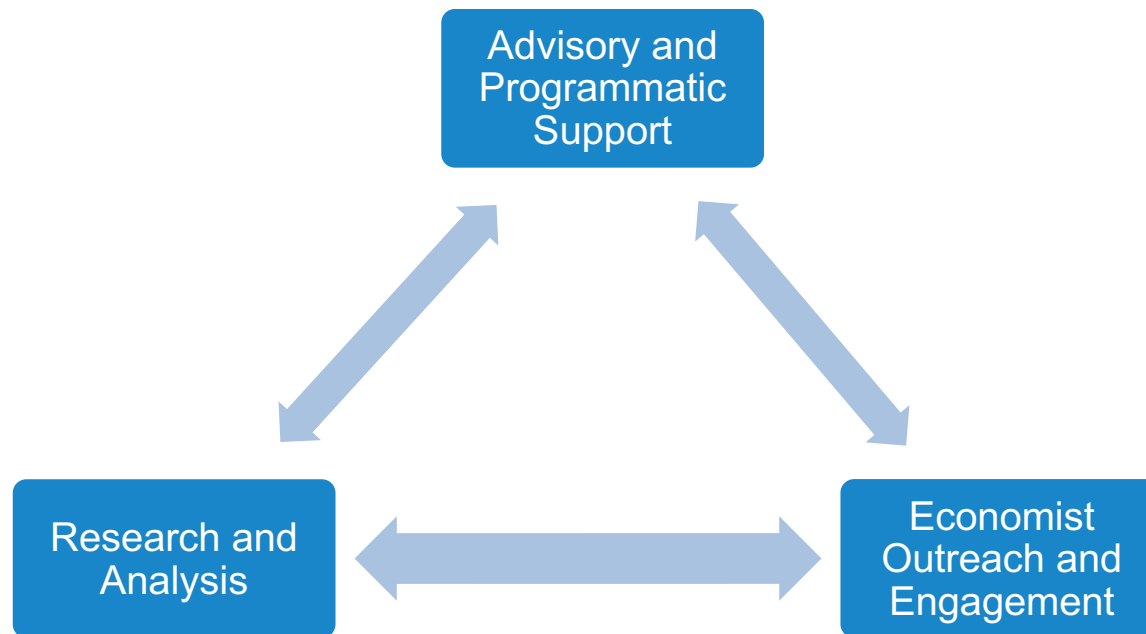 Advisory and
Programmatic
Support
Research and
Analysis
Economist
Outreach and
Engagement